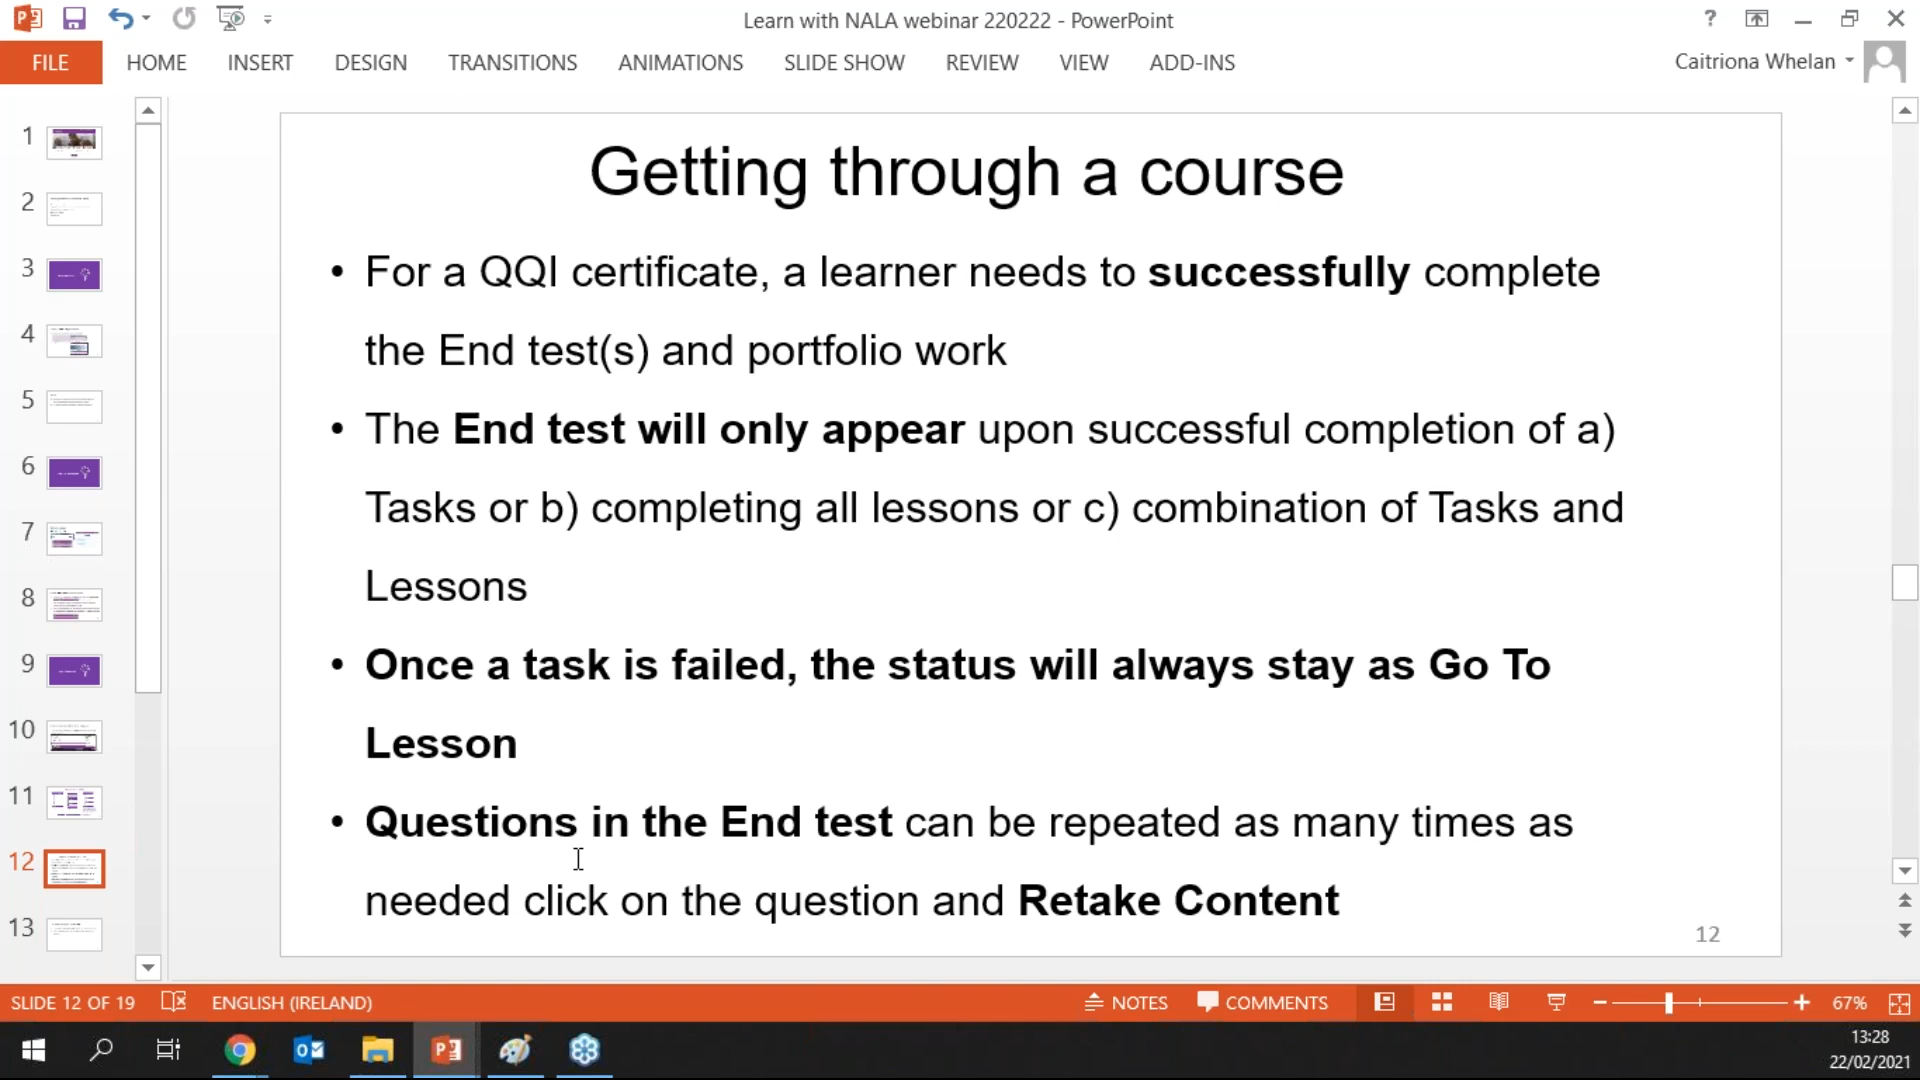 Learn with NALA webinar 220222 - PowerPoint
?
FILE HOME INSERT DESIGN TRANSITIONS ANIMATIONS SLIDE SHOW REVIEW VIEW ADD-INS
Caitriona Whelan
1
2
3
4
5
6
7
8
9
10
11
12
13
Getting through a course
• For a QQI certificate, a learner needs to successfully complete
the End test(s) and portfolio work
• The End test will only appear upon successful completion of a)
Tasks or b) completing all lessons or c) combination of Tasks and
Lessons
• Once a task is failed, the status will always stay as Go To
Lesson
• Questions in the End test can be repeated as many times as
needed click on the question and Retake Content
12
SLIDE 12 OF 19 ENGLISH (IRELAND) NOTES COMMENTS 67%
13:28
22/02/2021